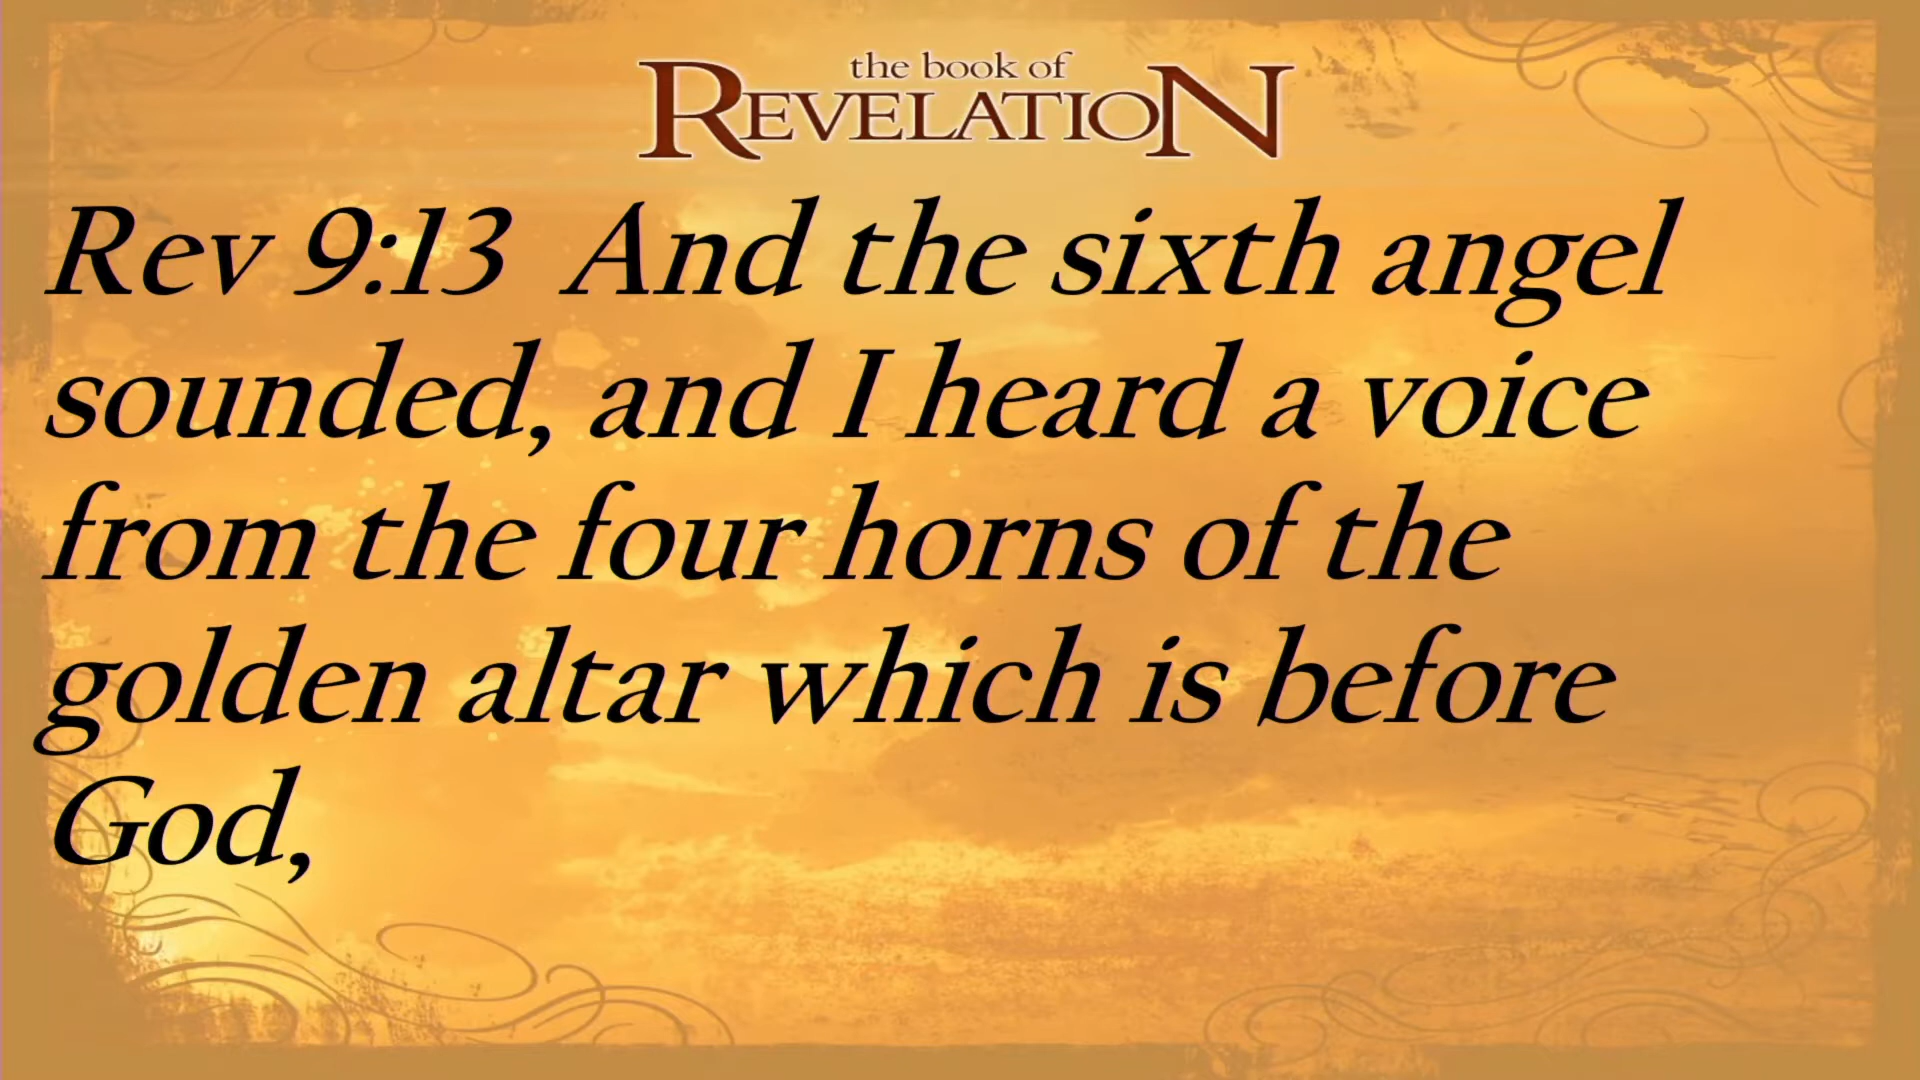 the book of
REVELATION
Rev 9:13 And the sixth angel
sounded, and I heard a voice
from the four horns of the
golden altar which is before
God,